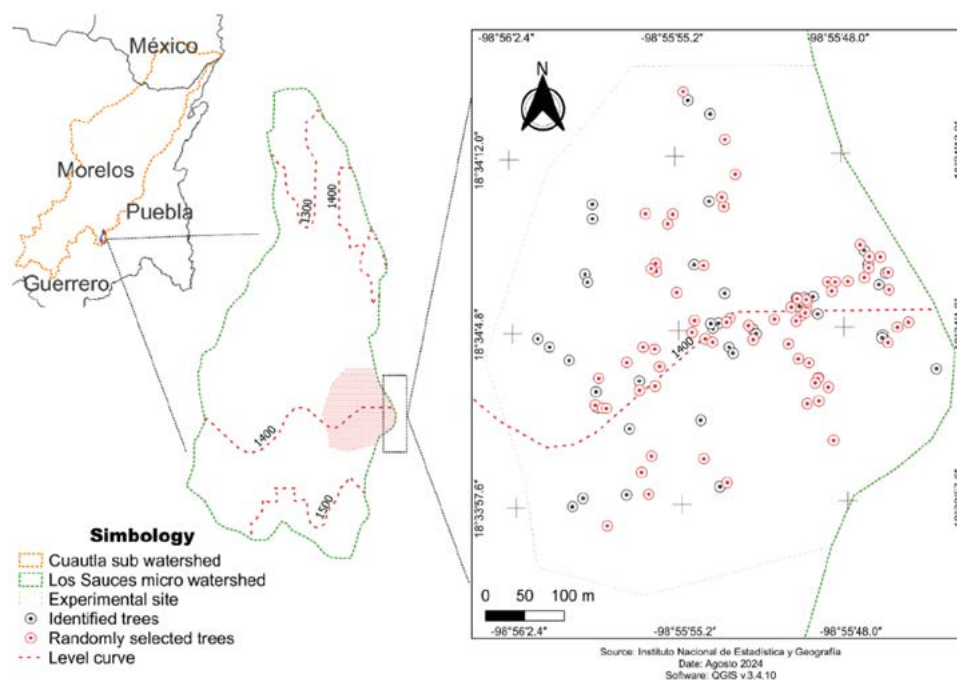 México
Morelos
Puebla
Guerrero
1300
1400
1400
1500
Simbology
Cuautla sub watershed
Los Sauces micro watershed
Experimental site
Identified trees
Randomly selected trees
Level curve
-98°56'2.4" -98°55'55.2" -98°55'48.0"
N
18°34'12.0"
18°34'4.8"
18°33'57.6"
1400
0 50 100 m
-98°56'2.4" -98°55'55.2" -98°55'48.0"
Source: Instituto Nacional de Estadística y Geografía
Date: Agosto 2024
Software: QGIS v.3.4.10